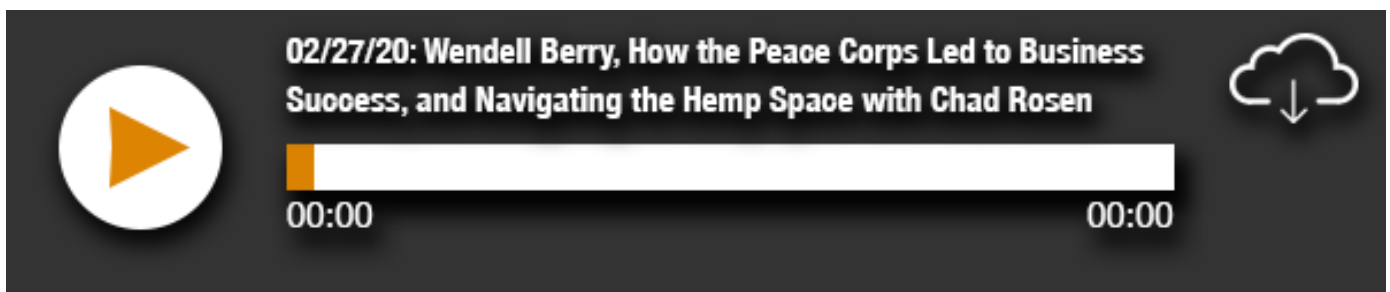 02/27/20: Wendell Berry, How the Peace Corps Led to Business
Success, and Navigating the Hemp Space with Chad Rosen
00:00
00:00